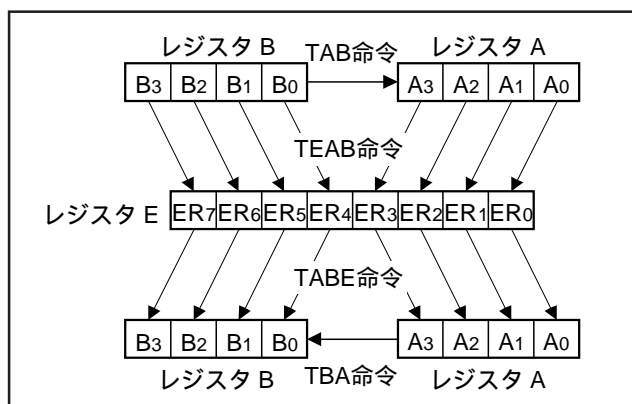 レジスタ B TAB命令 レジスタ A
B3 B2 B1 B0 A3 A2 A1 A0
TEAB命令
レジスタ E ER7 ER6 ER5 ER4 ER3 ER2 ER1 ER0
TABE命令
B3 B2 B1 B0 A3 A2 A1 A0
レジスタ B TBA命令 レジスタ A